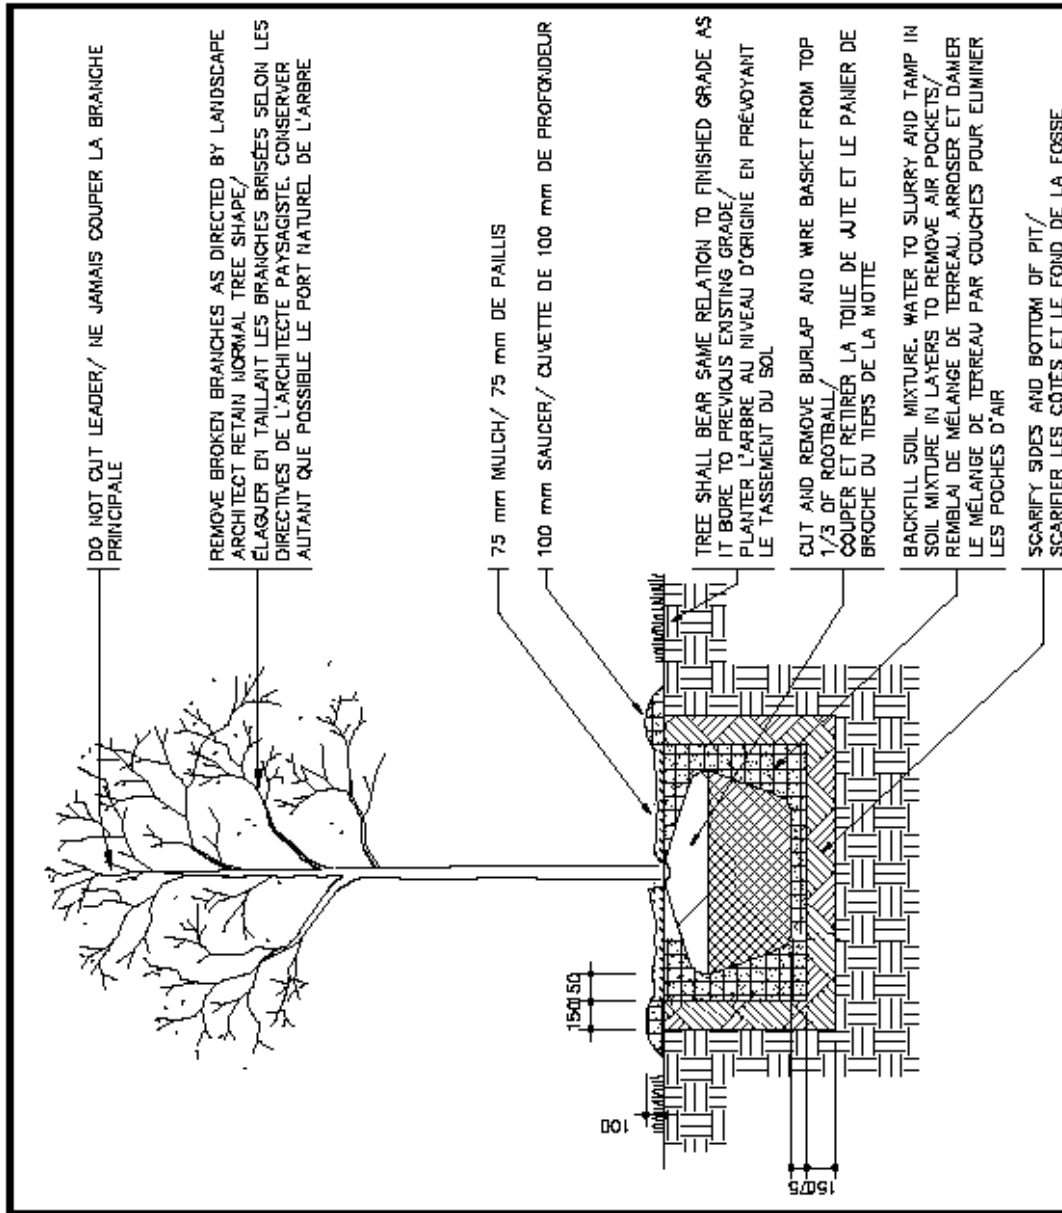 DO NOT CUT LEADER/ NE JAMAIS COUPER LA BRANCHE
PRINCIPALE
REMOVE BROKEN BRANCHES AS DIRECTED BY LANDSCAPE
ARCHITECT RETAIN NORMAL TREE SHAPE/
ÉLAGUER EN TAILLANT LES BRANCHES BRISÉES SELON LES
DIRECTIVES DE L'ARCHITECTE PAYSAGISTE. CONSERVER
AUTANT QUE POSSIBLE LE PORT NATUREL DE L'ARBRE
75 mm MULCH/ 75 mm DE PAILLIS
100 mm SAUCER/ CUVETTE DE 100 mm DE PROFONDEUR
TREE SHALL BEAR SAME RELATION TO FINISHED GRADE AS
IT BORE TO PREVIOUS EXISTING GRADE/
PLANTER L'ARBRE AU NIVEAU D'ORIGINE EN PRÉVOYANT
LE TASSEMENT DU SOL
CUT AND REMOVE BURLAP AND WIRE BASKET FROM TOP
1/3 OF ROOTBALL/
COUPER ET RETIRER LA TOILE DE JUTE ET LE PANIER DE
BROCHE DU TIERS DE LA MOTTE
BACKFILL SOIL MIXTURE. WATER TO SLURRY AND TAMP IN
SOIL MIXTURE IN LAYERS TO REMOVE AIR POCKETS/
REMBLAI DE MÉLANGE DE TERREAU. ARROSER ET DAMER
LE MÉLANGE DE TERREAU PAR COUCHES POUR ELIMINER
LES POCHES D'AIR
SCARIFY SIDES AND BOTTOM OF PIT/
SCARIFIER LES CÔTÉS ET LE FOND DE LA FOSSE
150
150
100
150
75